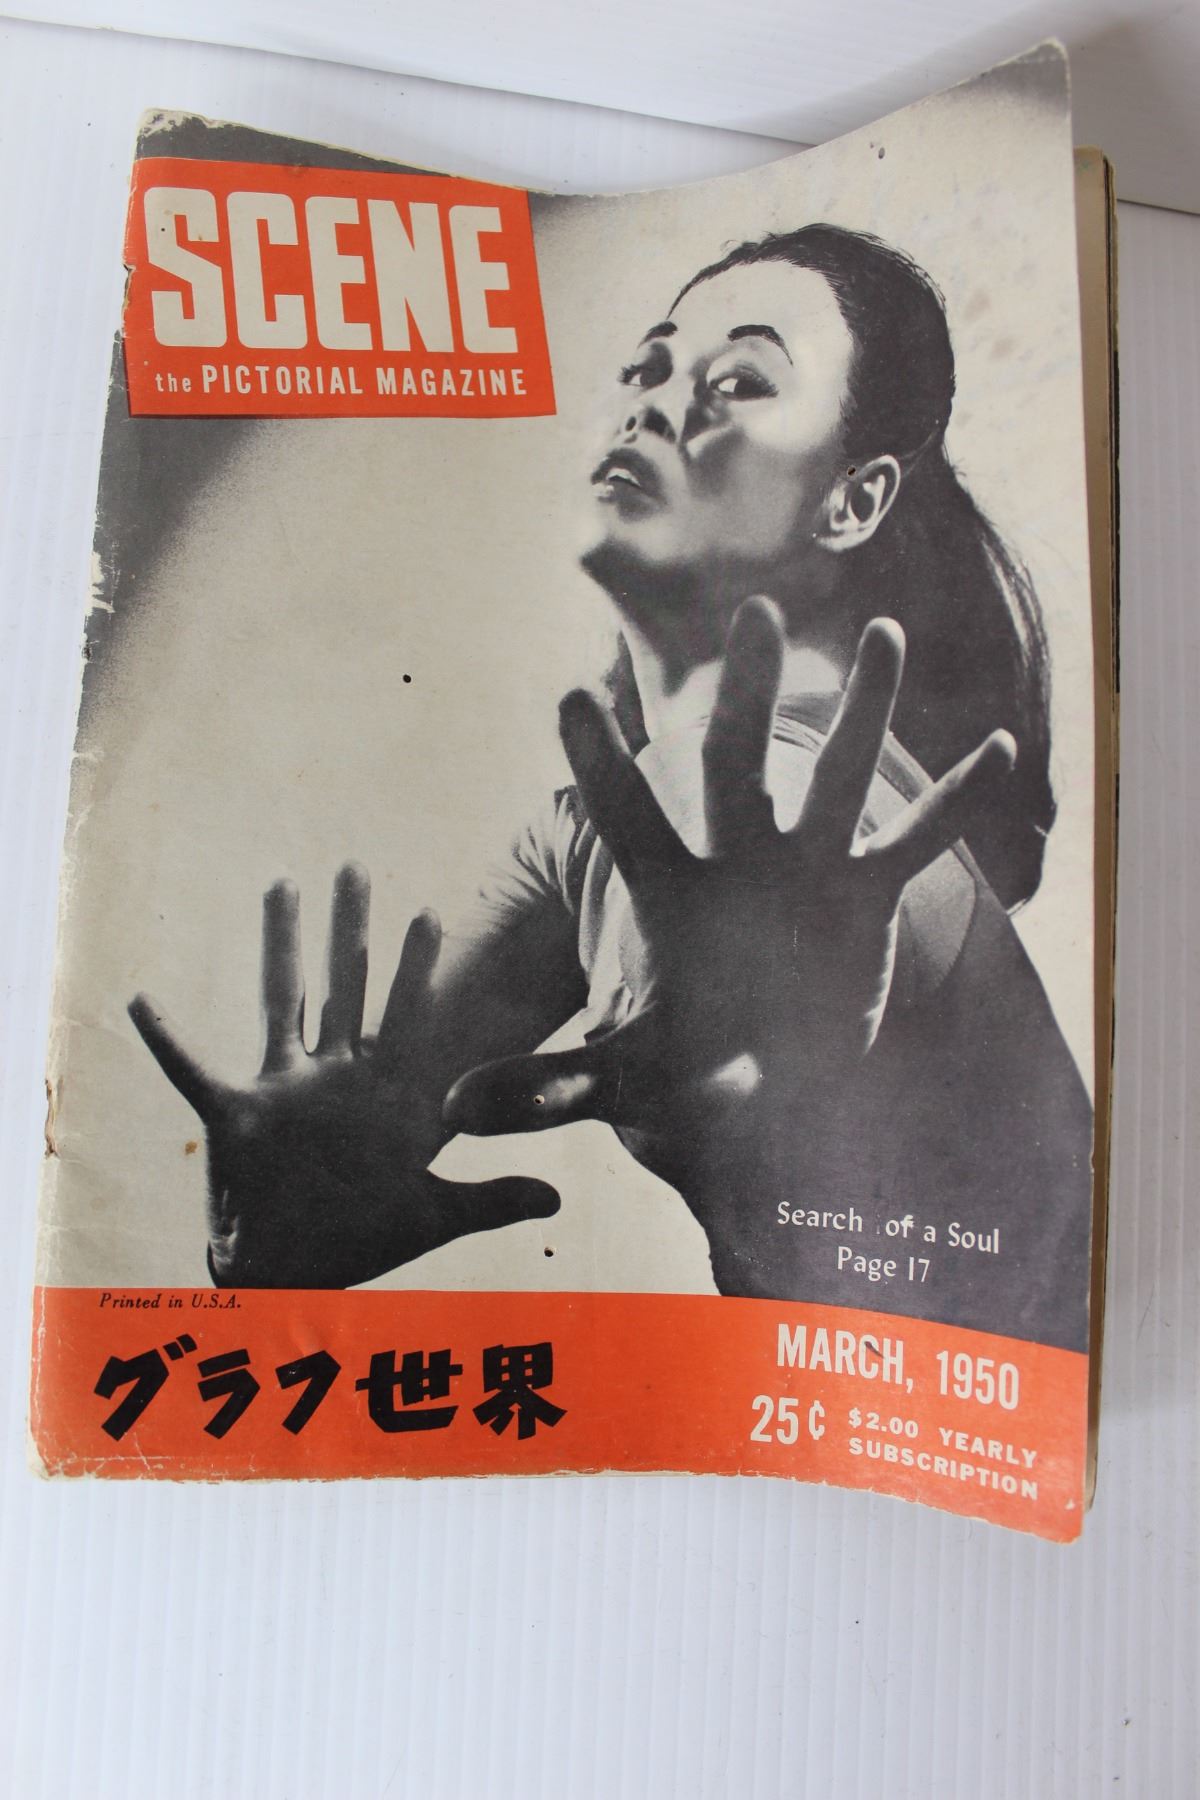 SCENE
the PICTORIAL MAGAZINE
Search of a Soul
Page 17
Printed in U.S.A.
グラフ世界
MARCH, 1950
25¢ $2.00 YEARLY
SUBSCRIPTION